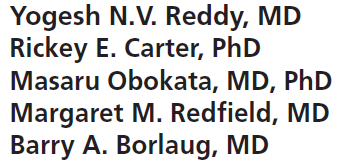 Yogesh N.V. Reddy, MD
Rickey E. Carter, PhD
Masaru Obokata, MD, PhD
Margaret M. Redfield, MD
Barry A. Borlaug, MD